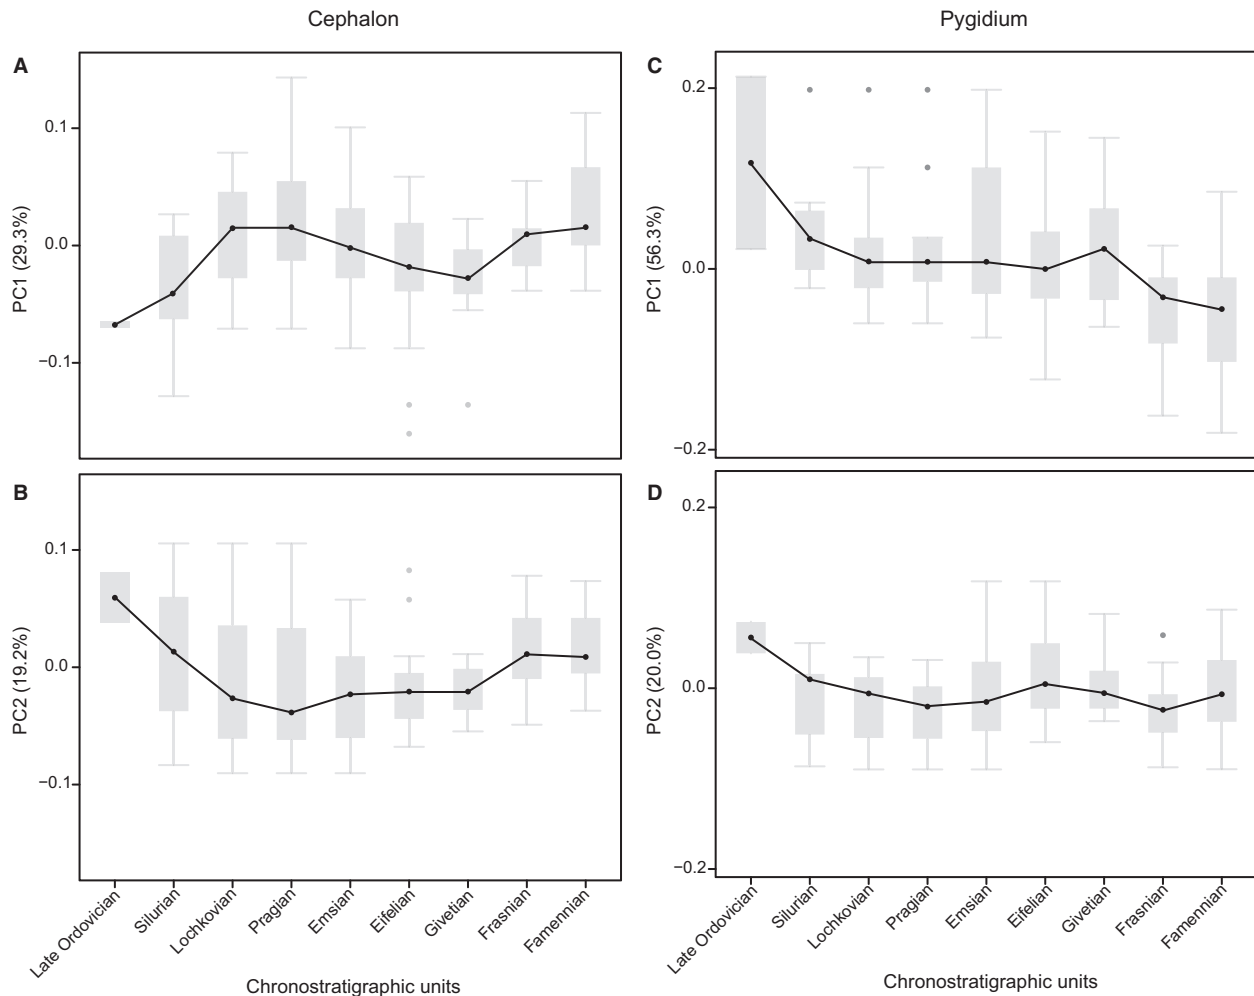 Cephalon
Pygidium
A
PC1 (29.3%)
0.1
0.0
−0.1
C
PC1 (56.3%)
0.2
0.0
−0.2
B
PC2 (19.2%)
0.1
0.0
−0.1
Late Ordovician
Silurian
Lochkovian
Pragian
Emsian
Eifelian
Givetian
Frasnian
Famennian
Chronostratigraphic units
D
PC2 (20.0%)
0.2
0.0
−0.2
Late Ordovician
Silurian
Lochkovian
Pragian
Emsian
Eifelian
Givetian
Frasnian
Famennian
Chronostratigraphic units